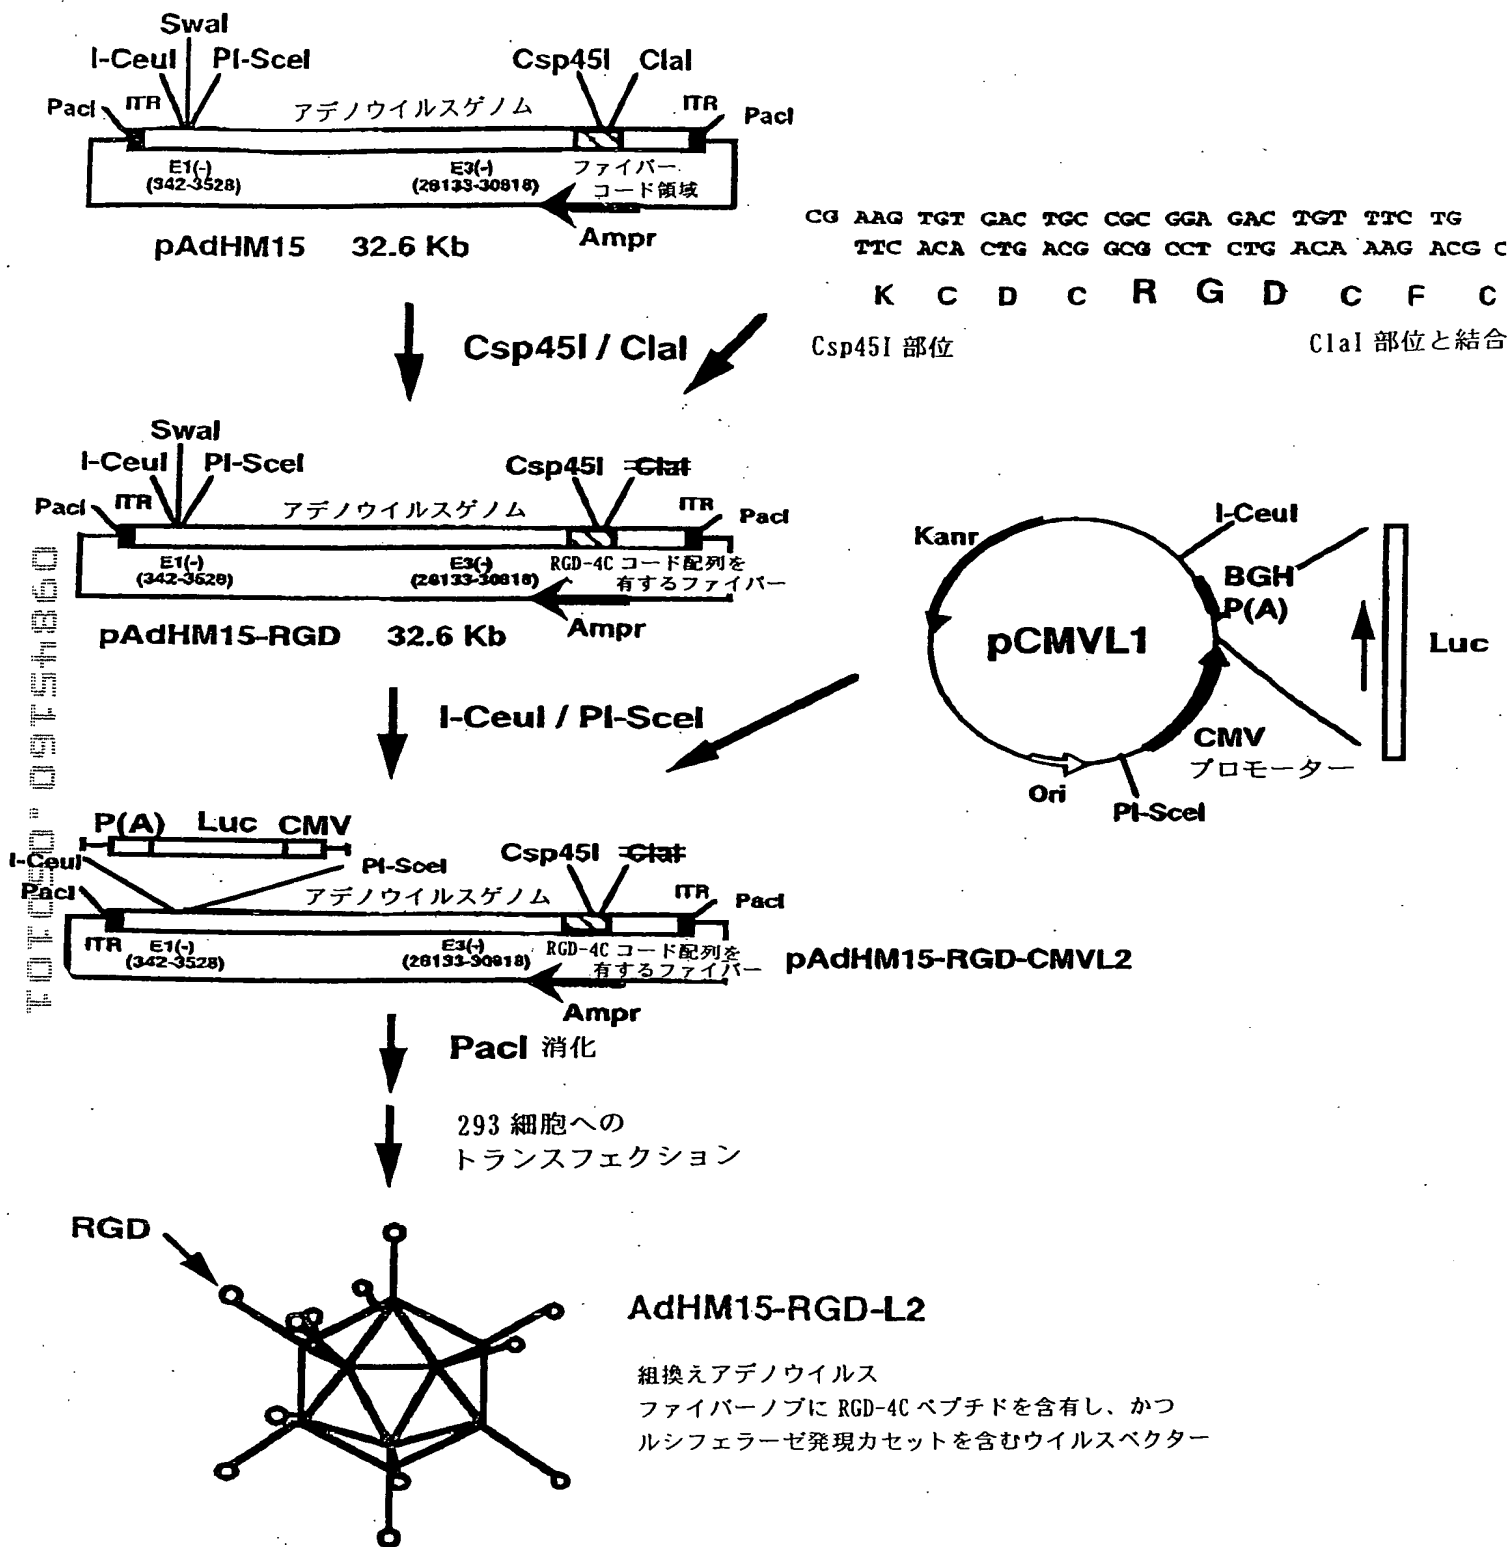 SwaI
I-CeuI
PI-SceI
Csp45I
ClaI
PacI
ITR
アデノウイルスゲノム
ITR
PacI
E1(-)
(342-3528)
E3(-)
(28133-30818)
ファイバー
コード領域
Ampr
pAdHM15 32.6 Kb
CG AAG TGT GAC TGC CGC GGA GAC TGT TTC TG
TTC ACA CTG ACG GCG CCT CTG ACA AAG ACG C
K C D C R G D C F C
Csp45I 部位
ClaI 部位と結合
Csp45I / ClaI
SwaI
I-CeuI
PI-SceI
Csp45I
ClaI
PacI
ITR
アデノウイルスゲノム
ITR
PacI
E1(-)
(342-3528)
E3(-)
(28133-30818)
RGD-4C コード配列を
有するファイバー
Ampr
pAdHM15-RGD 32.6 Kb
I-CeuI / PI-SceI
Kanr
I-CeuI
BGH
P(A)
pCMVL1
Luc
CMV
プロモーター
Ori
PI-SceI
P(A) Luc CMV
I-CeuI
PI-SceI
Csp45I
ClaI
PacI
アデノウイルスゲノム
ITR
PacI
ITR
E1(-)
(342-3528)
E3(-)
(28133-30818)
RGD-4C コード配列を
有するファイバー
Ampr
pAdHM15-RGD-CMVL2
PacI 消化
293 細胞への
トランスフェクション
RGD
AdHM15-RGD-L2
組換えアデノウイルス
ファイバーノブに RGD-4C ペプチドを含有し、かつ
ルシフェラーゼ発現カセットを含むウイルスベクター